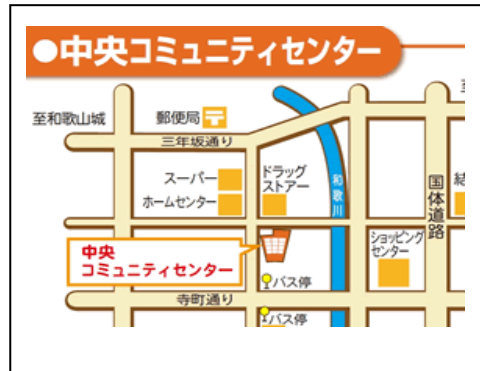 ●中央コミュニティセンター
至和歌山城
郵便局
三年坂通り
スーパー
ドラッグ
ストアー
ホームセンター
和歌川
国体道路
結
中央
コミュニティセンター
ショッピング
センター
バス停
寺町通り
バス停